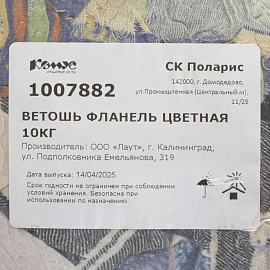 Комус
СК Поларис
142000, г. Домодедово,
ул.Промышленная (Центральный м),
11/29
1007882
ВЕТОШЬ ФЛАНЕЛЬ ЦВЕТНАЯ
10КГ
Производитель: ООО «Лаут», г. Калининград,
ул. Подполковника Емельянова, 319
Дата выпуска: 14/04/2025
Срок годности не ограничен при соблюдении
условий хранения. Безопасна при
использовании по назначению.